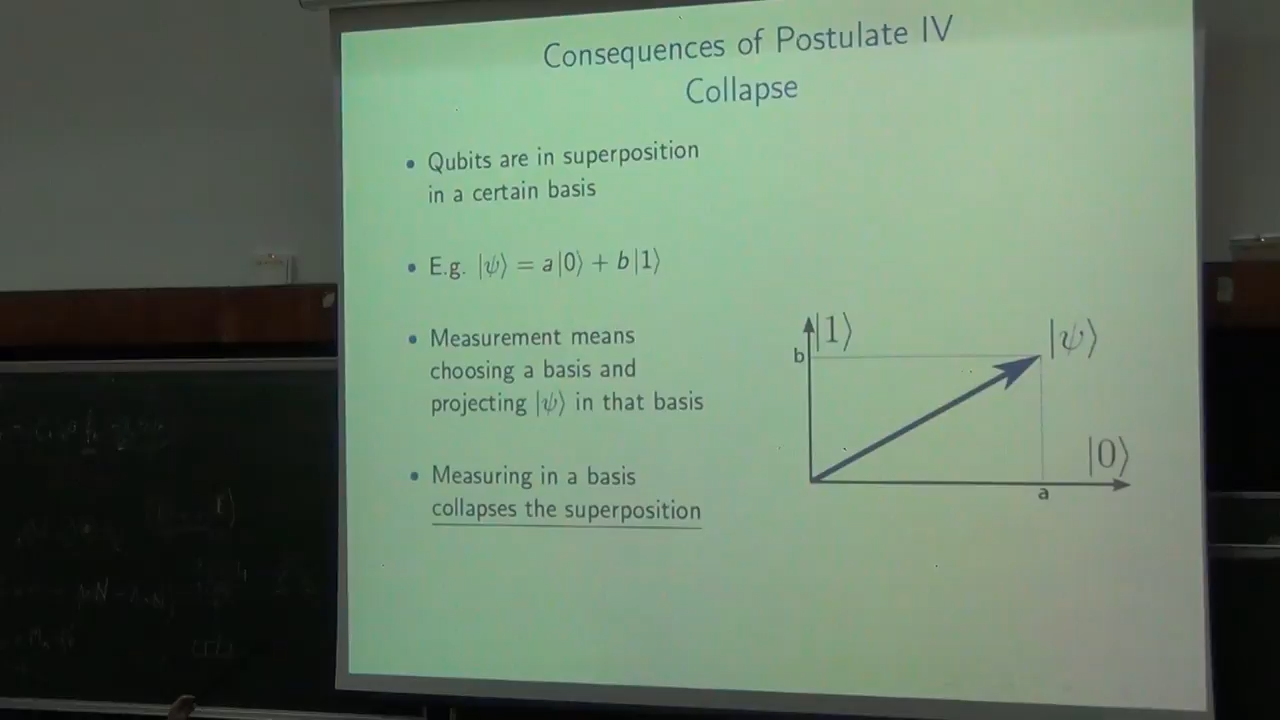 Consequences of Postulate IV
Collapse
• Qubits are in superposition
in a certain basis
• E.g. |ψ⟩ = a|0⟩ + b|1⟩
• Measurement means
choosing a basis and
projecting |ψ⟩ in that basis
• Measuring in a basis
collapses the superposition
|1⟩
b
|ψ⟩
|0⟩
a